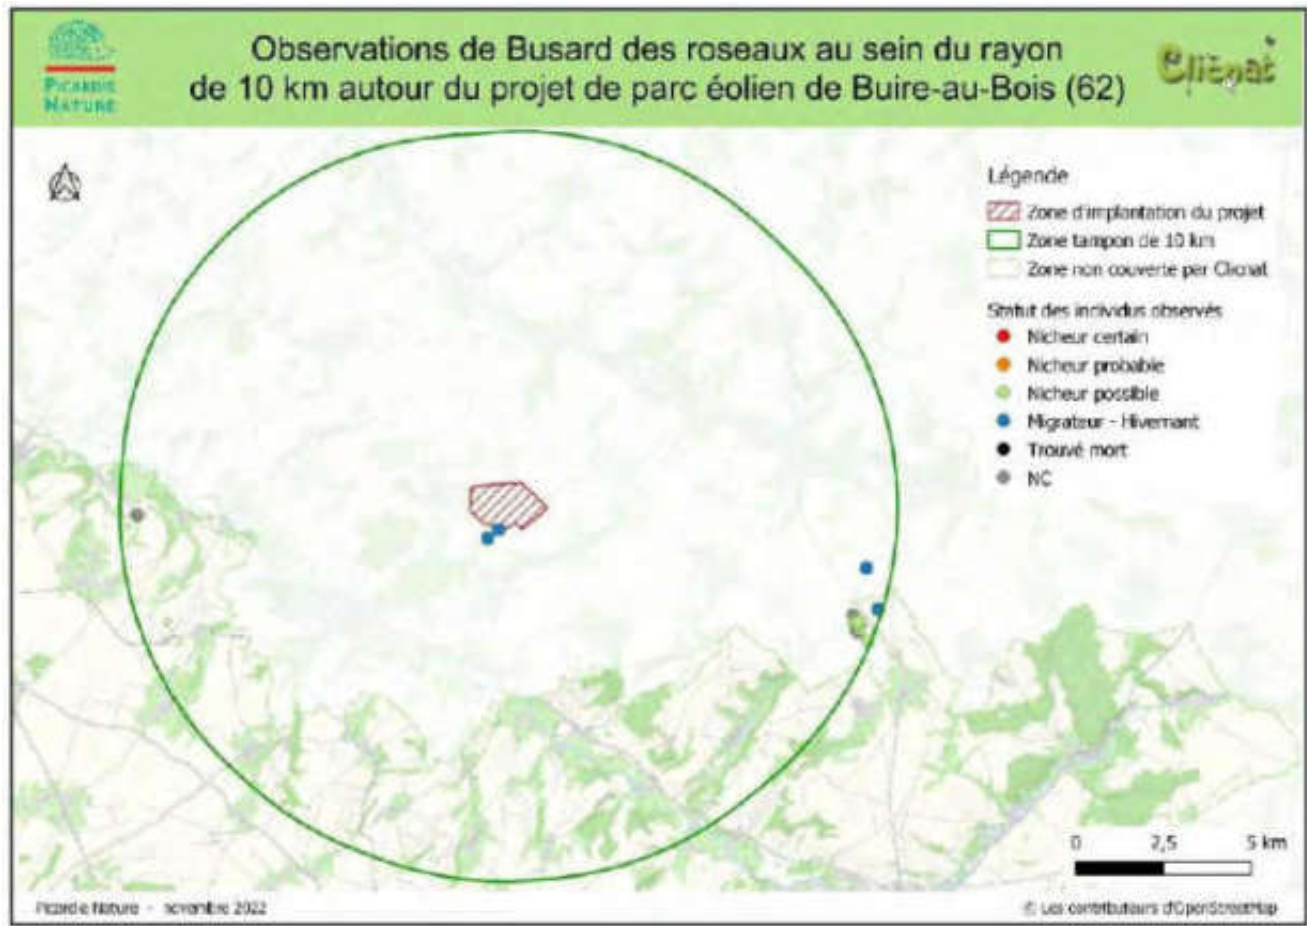 PICARDIE
NATURE
Observations de Busard des roseaux au sein du rayon
de 10 km autour du projet de parc éolien de Buire-au-Bois (62)
Clicnat
Légende
Zone d'implantation du projet
Zone tampon de 10 km
Zone non couverte par Clicnat
Statut des individus observés
Nicheur certain
Nicheur probable
Nicheur possible
Migrateur - Hivernant
Trouvé mort
NC
0 2,5 5 km
Picardie Nature - novembre 2022
© Les contributeurs d'OpenStreetMap